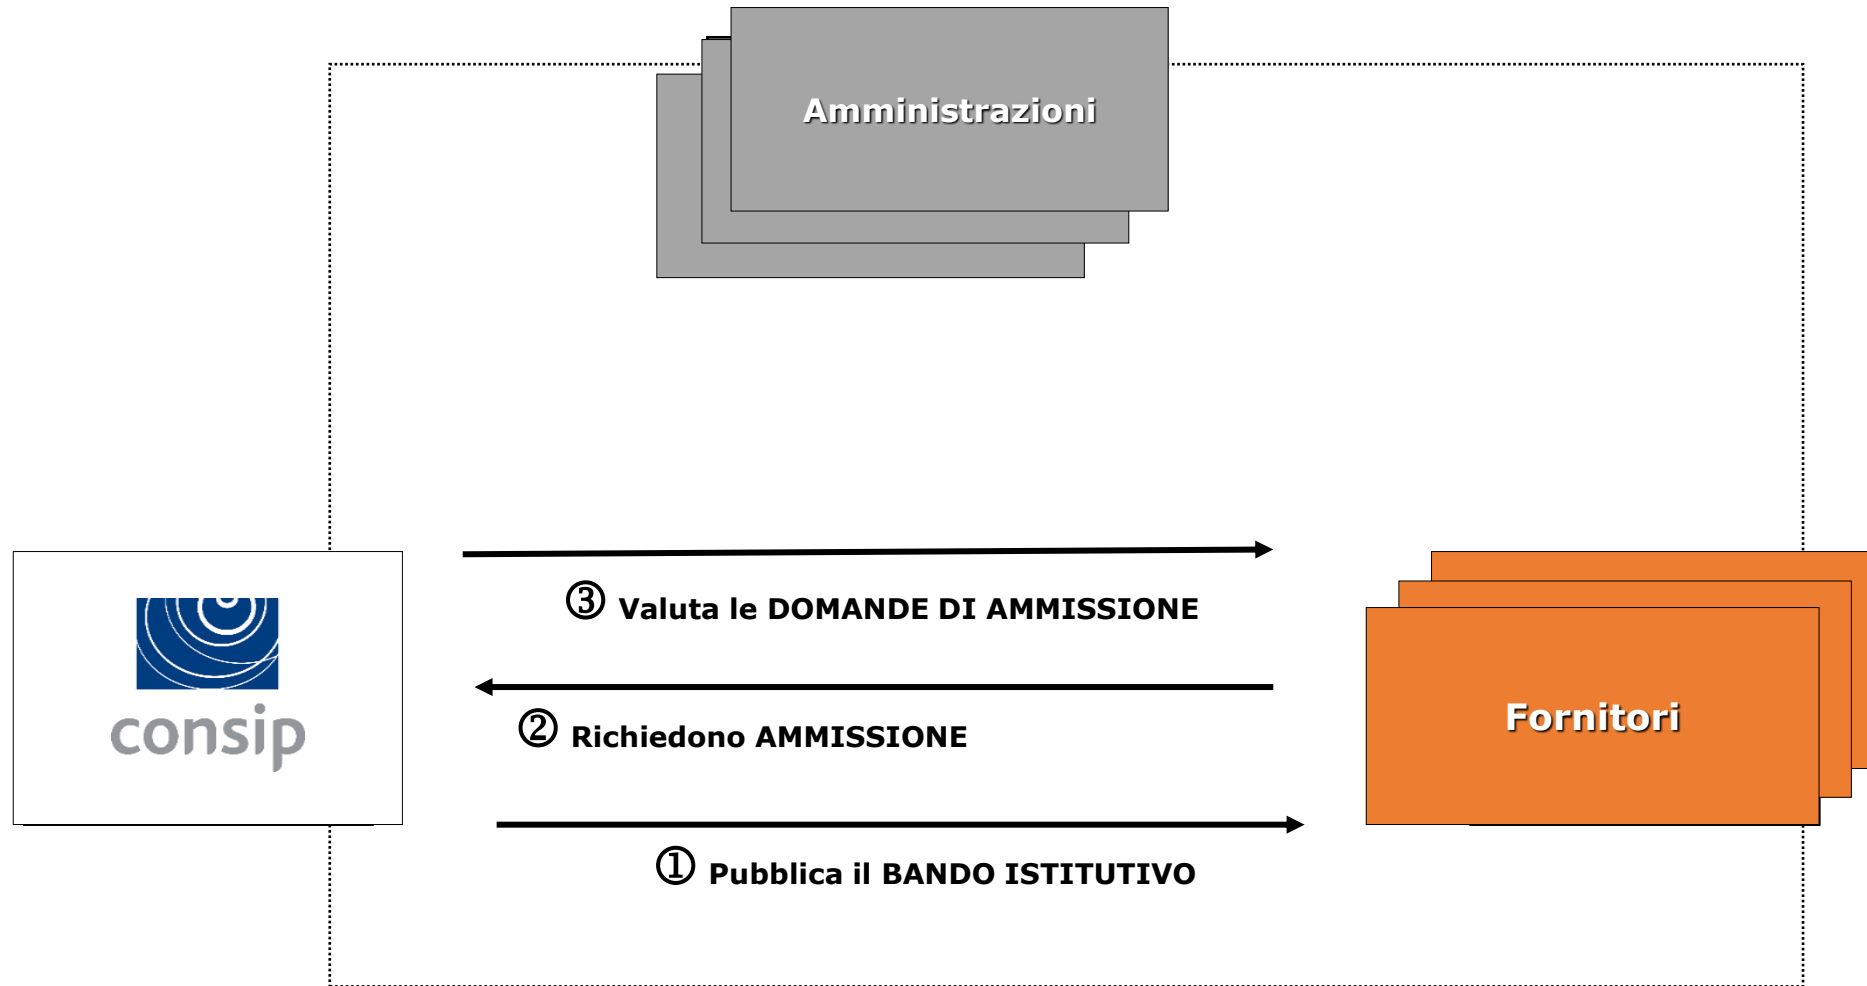 Amministrazioni
③ Valuta le DOMANDE DI AMMISSIONE
consip
② Richiedono AMMISSIONE
Fornitori
① Pubblica il BANDO ISTITUTIVO